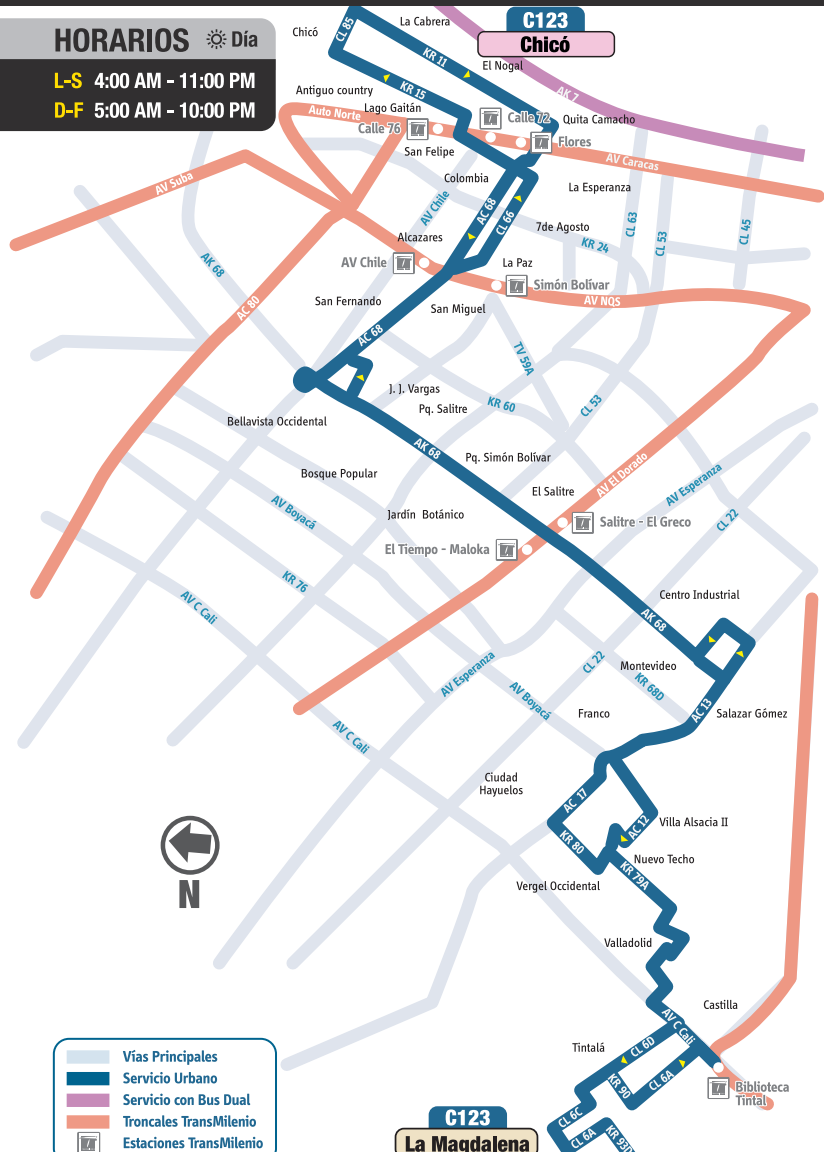 HORARIOS Día
L-S 4:00 AM - 11:00 PM
D-F 5:00 AM - 10:00 PM
C123
Chicó
La Cabrera
Chicó
CL 85
KR 11
El Nogal
AK 7
KR 15
Antiguo country
Lago Gaitán
Auto Norte
Calle 76
Calle 72
Quita Camacho
Flores
San Felipe
AV Caracas
AV Suba
Colombia
La Esperanza
AV Chile
AC 68
CL 66
CL 63
CL 53
CL 45
7de Agosto
KR 24
Alcazares
AK 68
AV Chile
La Paz
Simón Bolívar
AV NQS
AC 80
San Fernando
San Miguel
AC 68
TV 59A
J. J. Vargas
Pq. Salitre
KR 60
CL 53
Bellavista Occidental
AK 68
Pq. Simón Bolívar
Bosque Popular
AV El Dorado
AV Esperanza
El Salitre
AV Boyacá
Jardín Botánico
Salitre - El Greco
CL 22
El Tiempo - Maloka
KR 76
AV C Cali
Centro Industrial
AK 68
AV Esperanza
CL 22
Montevideo
KR 68D
AV Boyacá
Franco
AC 13
Salazar Gómez
AV C Cali
Ciudad
Hayuelos
AC 17
AC 12
Villa Alsacia II
KR 80
Nuevo Techo
KR 79A
Vergel Occidental
N
Valladolid
Castilla
AV C Cali
Tintalá
CL 6D
KR 90
CL 6A
Biblioteca
Tintal
CL 6C
CL 6A
KR 93D
Vías Principales
Servicio Urbano
Servicio con Bus Dual
Troncales TransMilenio
Estaciones TransMilenio
C123
La Magdalena